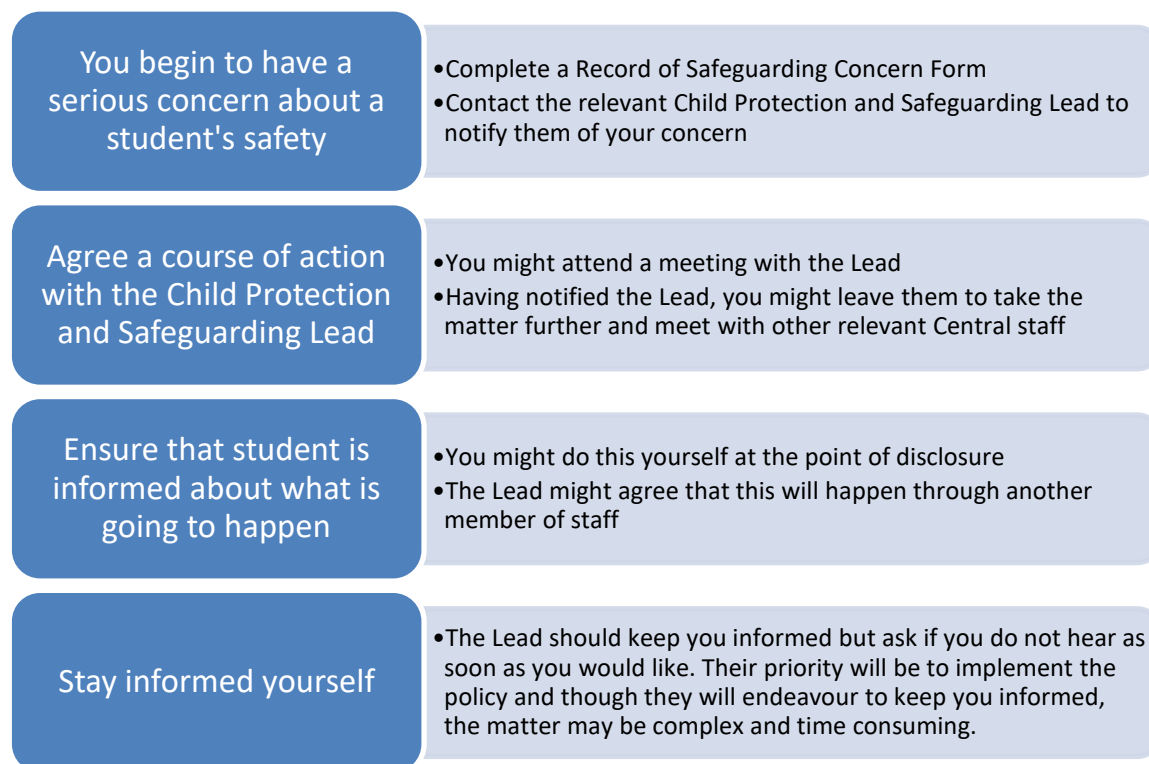 You begin to have a
serious concern about a
student's safety
•Complete a Record of Safeguarding Concern Form
•Contact the relevant Child Protection and Safeguarding Lead to
notify them of your concern
Agree a course of action
with the Child Protection
and Safeguarding Lead
•You might attend a meeting with the Lead
•Having notified the Lead, you might leave them to take the
matter further and meet with other relevant Central staff
Ensure that student is
informed about what is
going to happen
•You might do this yourself at the point of disclosure
•The Lead might agree that this will happen through another
member of staff
Stay informed yourself
•The Lead should keep you informed but ask if you do not hear as
soon as you would like. Their priority will be to implement the
policy and though they will endeavour to keep you informed,
the matter may be complex and time consuming.